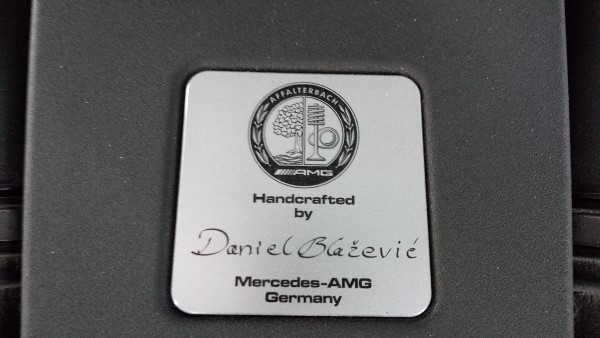 AFFALTERBACH
AMG
Handcrafted
by
Daniel Blažević
Mercedes-AMG
Germany